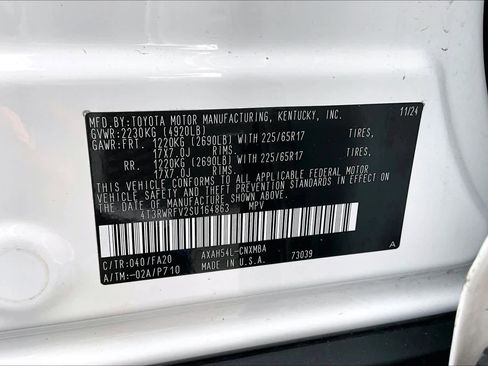 MFD.BY:TOYOTA MOTOR MANUFACTURING, KENTUCKY, INC. 11/24
GVWR:2230KG (4920LB)
GAWR:FRT. 1220KG (2690LB) WITH 225/65R17 TIRES,
17X7.0J RIMS.
RR. 1220KG (2690LB) WITH 225/65R17 TIRES,
17X7.0J RIMS.
THIS VEHICLE CONFORMS TO ALL APPLICABLE FEDERAL MOTOR
VEHICLE SAFETY AND THEFT PREVENTION STANDARDS IN EFFECT
ON THE DATE OF MANUFACTURE SHOWN ABOVE.
4T3RWRFV2SU164863 MPV
C/TR:040/FA20 AXAH54L-CNXMBA 73039
A/TM:-02A/P710 MADE IN U.S.A. A